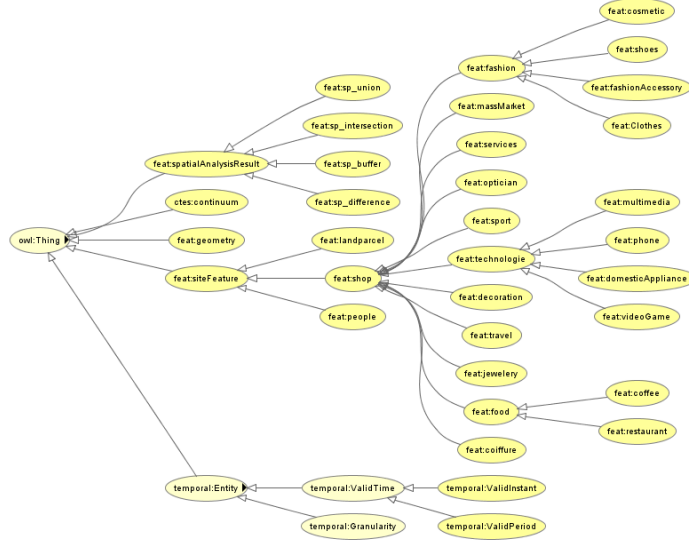 feat:cosmetic
feat:shoes
feat:fashion
feat:fashionAccessory
feat:sp_union
feat:massMarket
feat:Clothes
feat:sp_intersection
feat:services
feat:spatialAnalysisResult
feat:sp_buffer
feat:optician
ctes:continuum
feat:sp_difference
feat:multimedia
feat:sport
owl:Thing
feat:geometry
feat:landparcel
feat:phone
feat:technologie
feat:siteFeature
feat:shop
feat:domesticAppliance
feat:decoration
feat:people
feat:videoGame
feat:travel
feat:jewelery
feat:coffee
feat:food
feat:restaurant
feat:coiffure
temporal:Entity
temporal:ValidTime
temporal:ValidInstant
temporal:Granularity
temporal:ValidPeriod